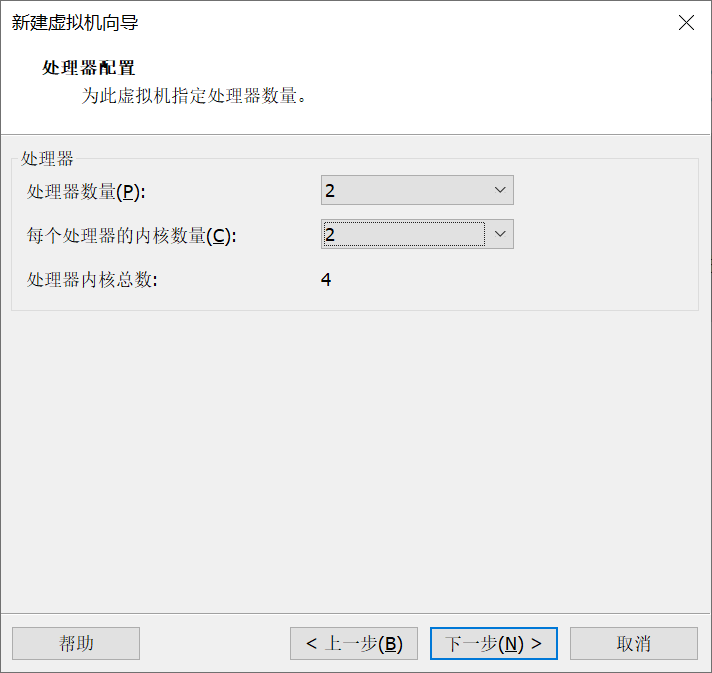 新建虚拟机向导
处理器配置
为此虚拟机指定处理器数量。
处理器
处理器数量(P): 2
每个处理器的内核数量(C): 2
处理器内核总数: 4
帮助 < 上一步(B) 下一步(N) > 取消